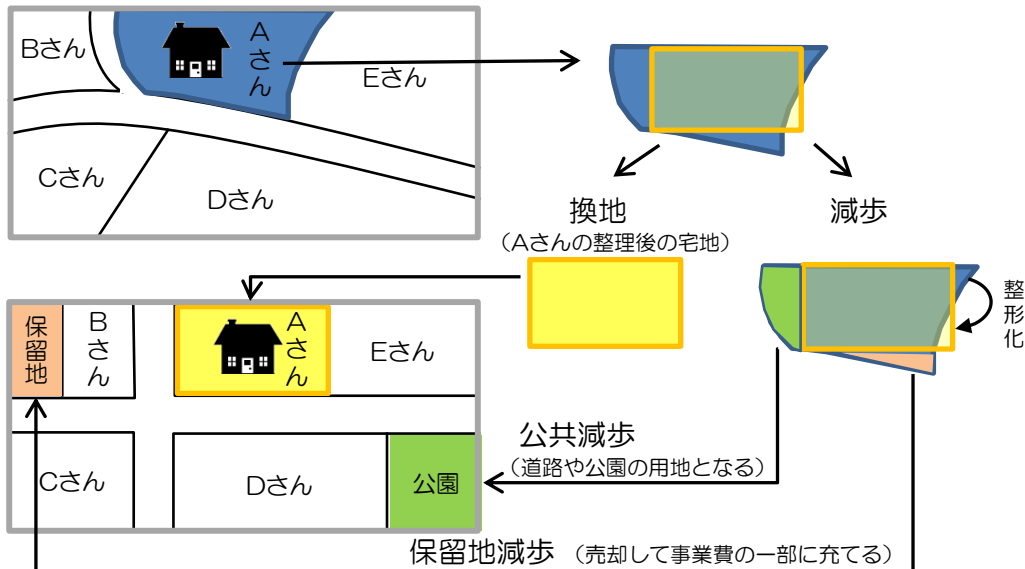 Bさん
Aさん
Eさん
Cさん
Dさん
換地
（Aさんの整理後の宅地）
減歩
整形化
保留地
Bさん
Aさん
Eさん
Cさん
Dさん
公園
公共減歩
（道路や公園の用地となる）
保留地減歩 （売却して事業費の一部に充てる）